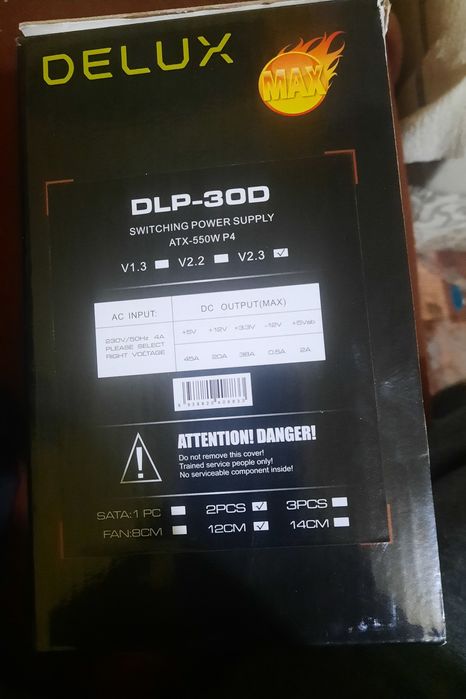 DELUX
MAX
DLP-30D
SWITCHING POWER SUPPLY
ATX-550W P4
V1.3 V2.2 V2.3
AC INPUT: DC OUTPUT(MAX)
230V/50Hz 4A
PLEASE SELECT
RIGHT VOLTAGE
+5V +12V +3.3V -12V +5Vsb
45A 20A 38A 0.5A 2A
ATTENTION! DANGER!
Do not remove this cover!
Trained service people only!
No serviceable component inside!
SATA:1 PC 2PCS 3PCS
FAN:8CM 12CM 14CM